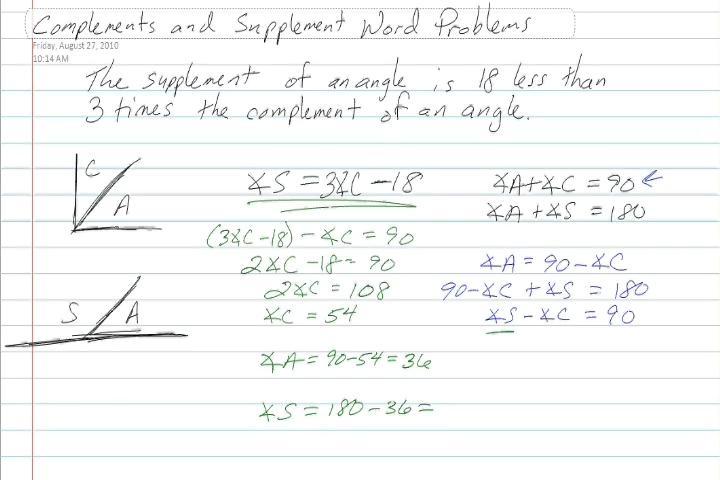 Complements and Supplement Word Problems
Friday, August 27, 2010
10:14 AM
The supplement of an angle is 18 less than
3 times the complement of an angle.
C
A
∡S = 3∡C - 18
∡A + ∡C = 90 ←
∡A + ∡S = 180
(3∡C - 18) - ∡C = 90
2∡C - 18 = 90
∡A = 90 - ∡C
2∡C = 108
90 - ∡C + ∡S = 180
S A
∡C = 54
∡S - ∡C = 90
∡A = 90 - 54 = 36
∡S = 180 - 36 =